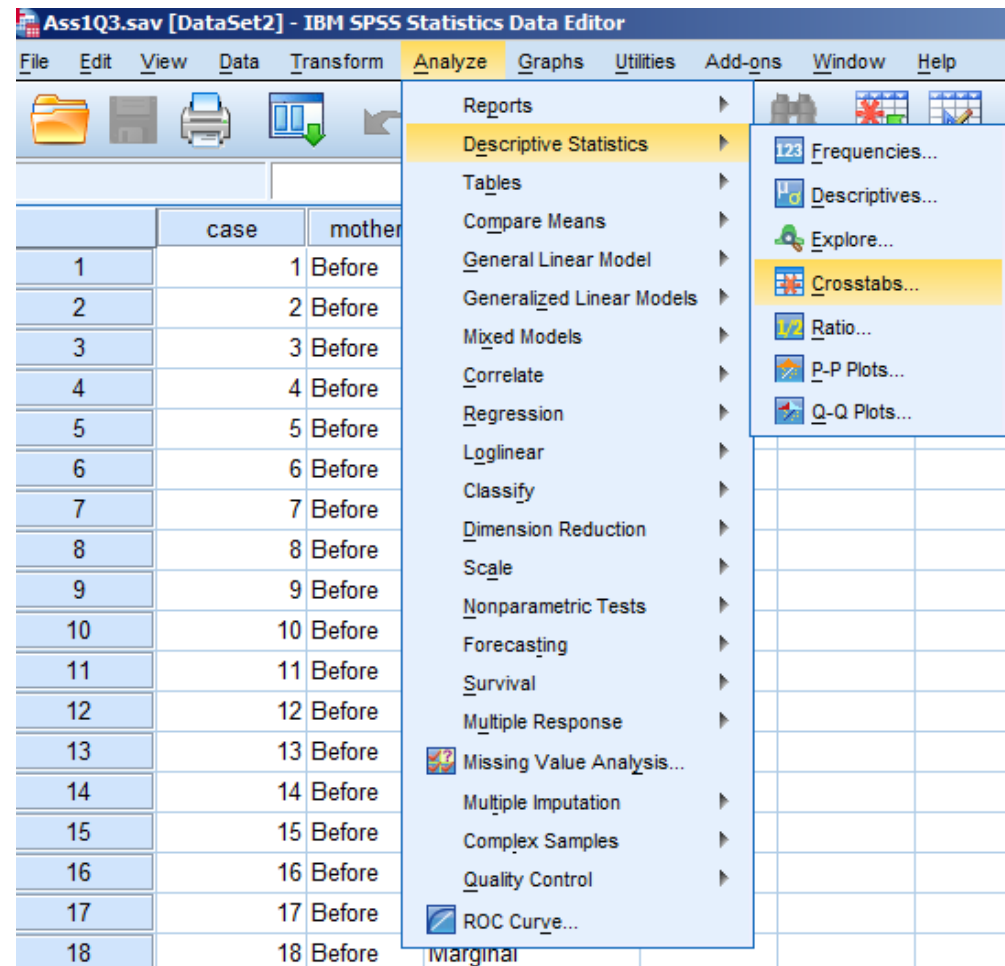 Ass1Q3.sav [DataSet2] - IBM SPSS Statistics Data Editor
File Edit View Data Transform Analyze Graphs Utilities Add-ons Window Help
Reports
Descriptive Statistics
Tables
Compare Means
General Linear Model
Generalized Linear Models
Mixed Models
Correlate
Regression
Loglinear
Classify
Dimension Reduction
Scale
Nonparametric Tests
Forecasting
Survival
Multiple Response
Missing Value Analysis...
Multiple Imputation
Complex Samples
Quality Control
ROC Curve...
123 Frequencies...
Descriptives...
Explore...
Crosstabs...
1/2 Ratio...
P-P Plots...
Q-Q Plots...
case mother
1 1 Before
2 2 Before
3 3 Before
4 4 Before
5 5 Before
6 6 Before
7 7 Before
8 8 Before
9 9 Before
10 10 Before
11 11 Before
12 12 Before
13 13 Before
14 14 Before
15 15 Before
16 16 Before
17 17 Before
18 18 Before Marginal